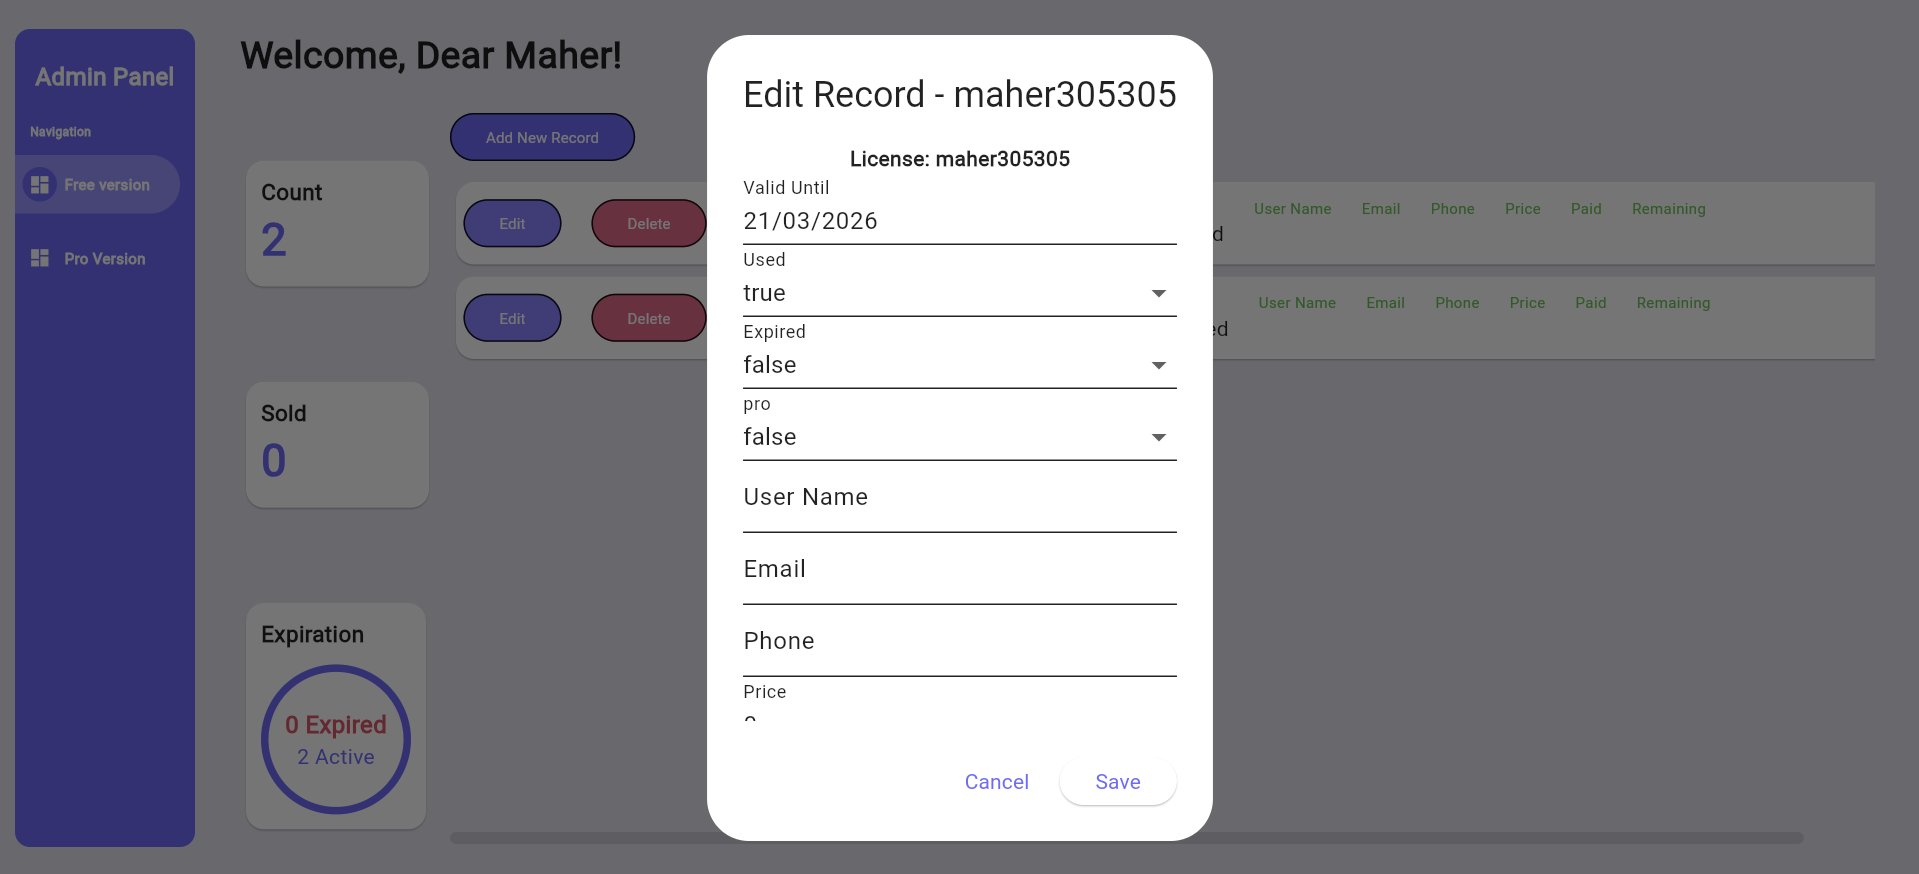 Admin Panel
Navigation
Free version
Pro Version
Welcome, Dear Maher!
Add New Record
Count
2
Sold
0
Expiration
0 Expired
2 Active
Edit
Delete
User Name Email Phone Price Paid Remaining
Edit
Delete
User Name Email Phone Price Paid Remaining
Edit Record - maher305305
License: maher305305
Valid Until
21/03/2026
Used
true
Expired
false
pro
false
User Name
Email
Phone
Price
Cancel
Save